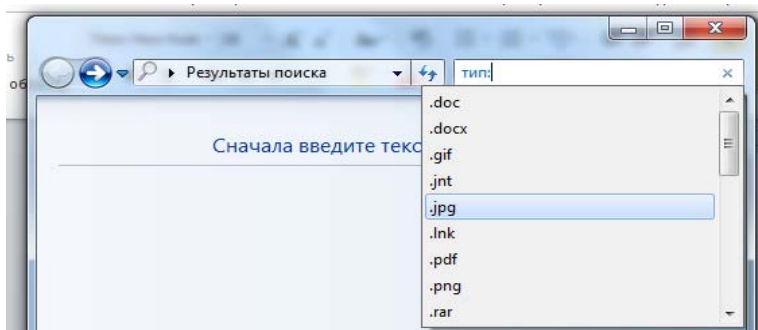 Результаты поиска
тип:
Сначала введите текс
.doc
.docx
.gif
.jnt
.jpg
.lnk
.pdf
.png
.rar